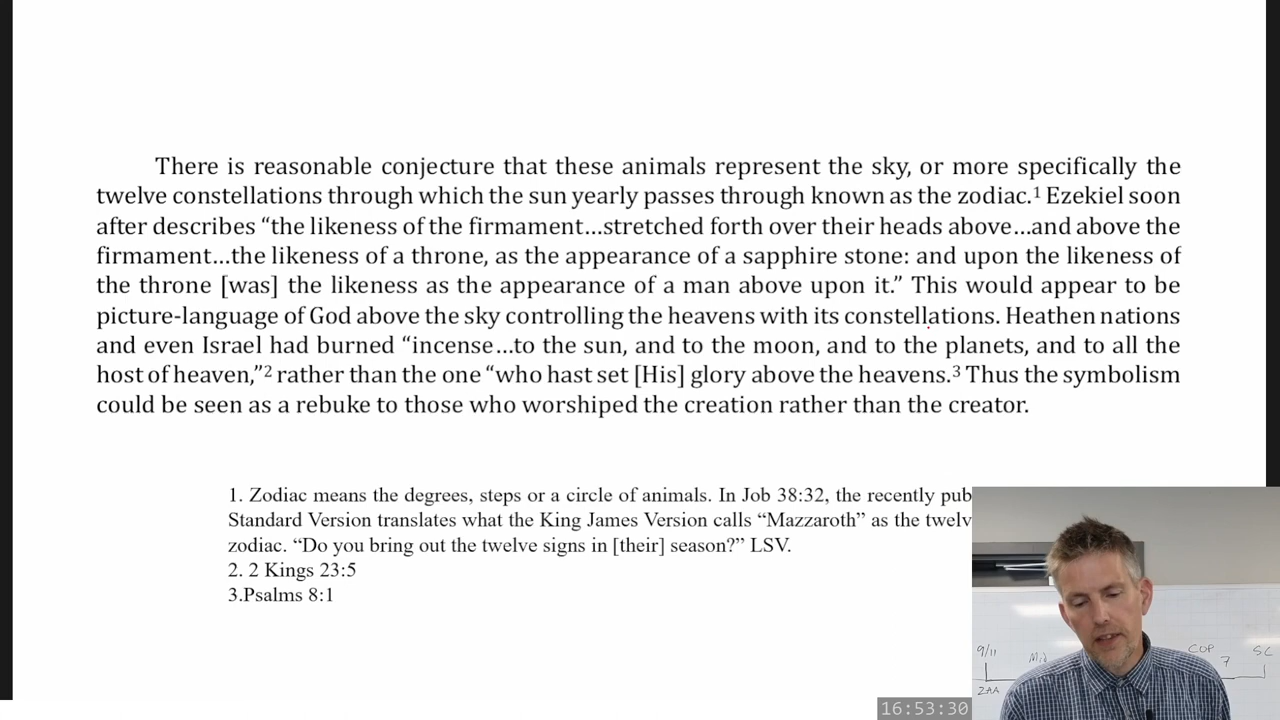 There is reasonable conjecture that these animals represent the sky, or more specifically the
twelve constellations through which the sun yearly passes through known as the zodiac.¹ Ezekiel soon
after describes “the likeness of the firmament…stretched forth over their heads above…and above the
firmament…the likeness of a throne, as the appearance of a sapphire stone: and upon the likeness of
the throne [was] the likeness as the appearance of a man above upon it.” This would appear to be
picture-language of God above the sky controlling the heavens with its constellations. Heathen nations
and even Israel had burned “incense…to the sun, and to the moon, and to the planets, and to all the
host of heaven,”² rather than the one “who hast set [His] glory above the heavens.³ Thus the symbolism
could be seen as a rebuke to those who worshiped the creation rather than the creator.
1. Zodiac means the degrees, steps or a circle of animals. In Job 38:32, the recently pub
Standard Version translates what the King James Version calls “Mazzaroth” as the twelv
zodiac. “Do you bring out the twelve signs in [their] season?” LSV.
2. 2 Kings 23:5
3.Psalms 8:1
9/11
COP
SC
7
16:53:30